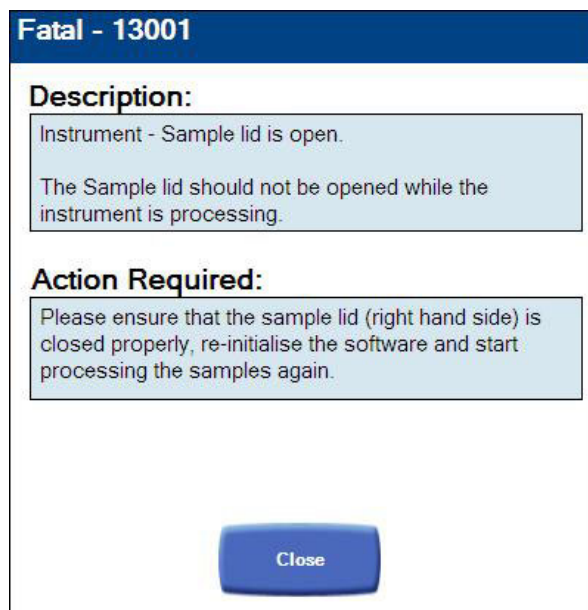 Fatal - 13001
Description:
Instrument - Sample lid is open.
The Sample lid should not be opened while the
instrument is processing.
Action Required:
Please ensure that the sample lid (right hand side) is
closed properly, re-initialise the software and start
processing the samples again.
Close